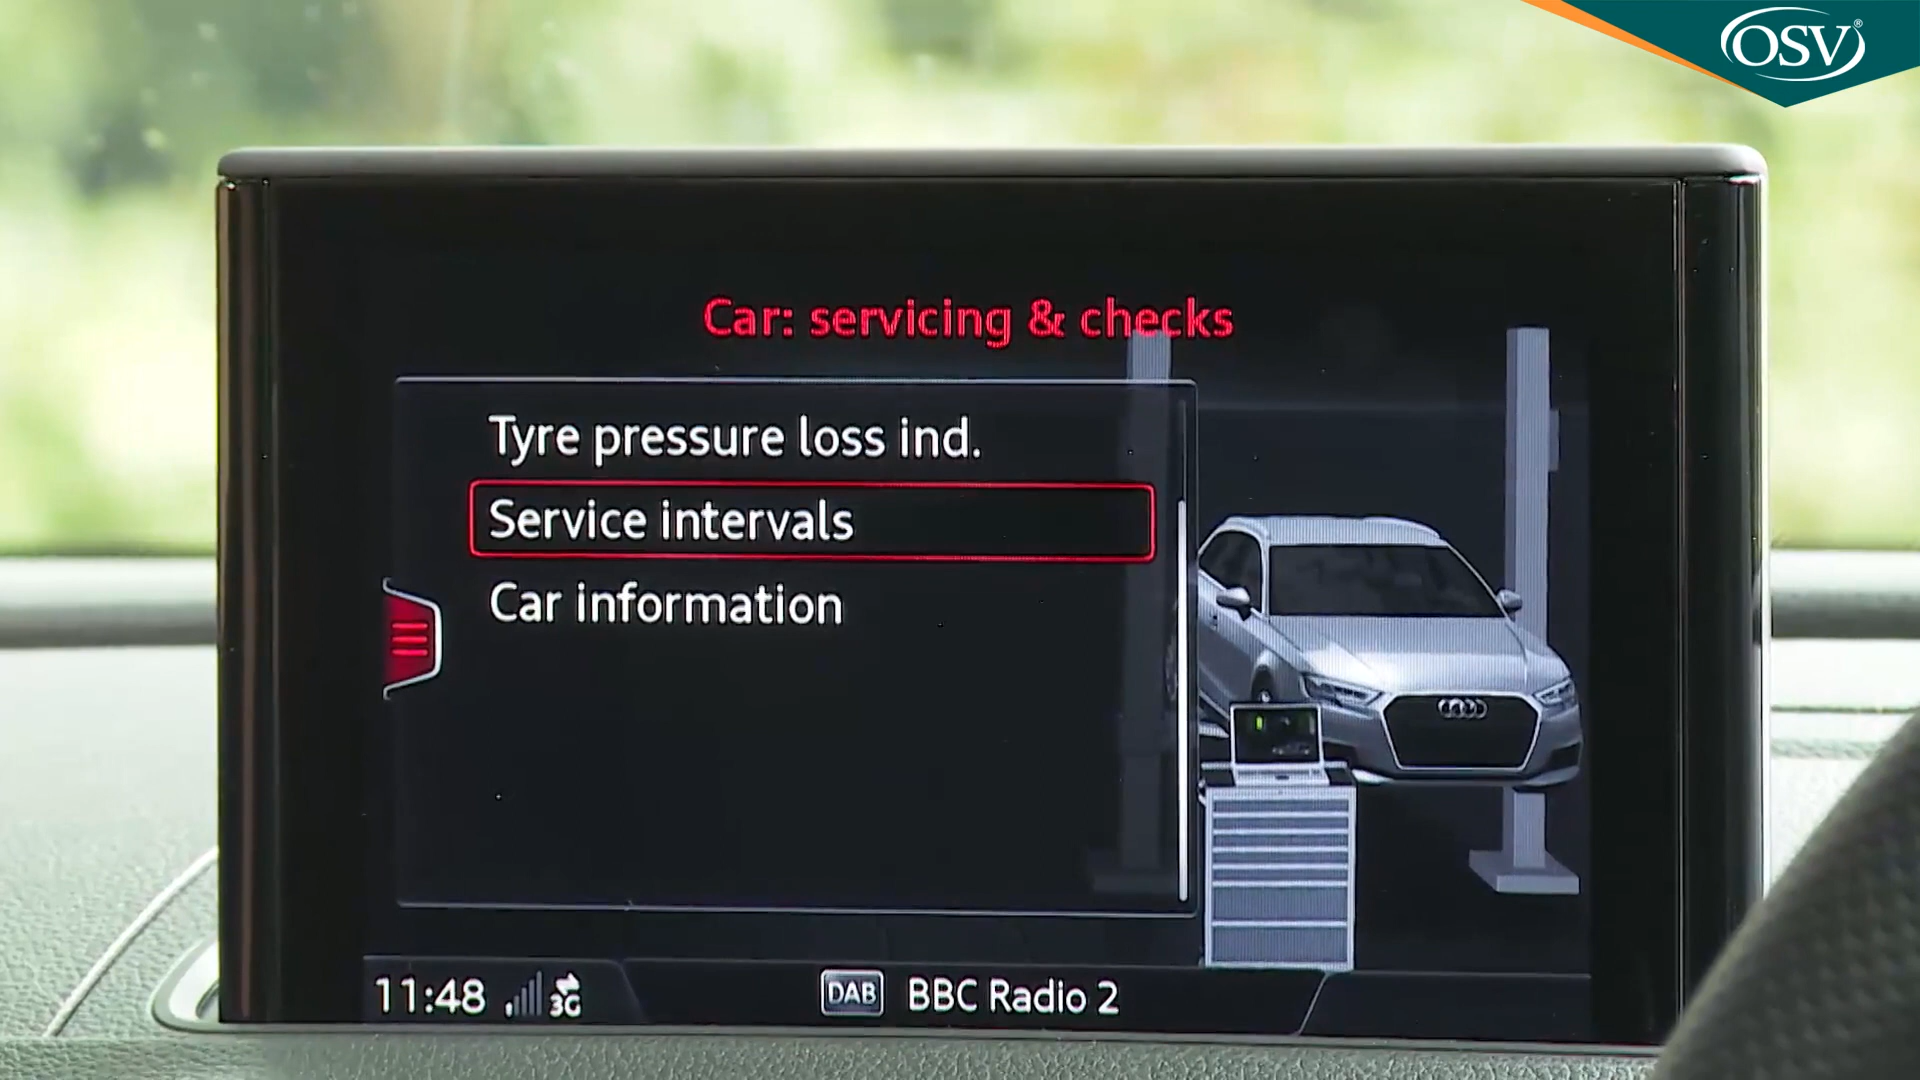 OSV®
Car: servicing & checks
Tyre pressure loss ind.
Service intervals
Car information
11:48 3G DAB BBC Radio 2